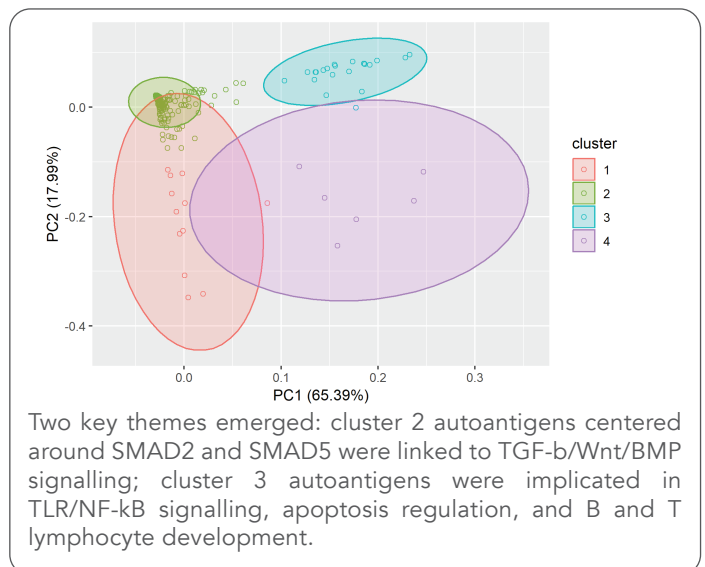 0.0
-0.2
-0.4
PC2 (17.99%)
0.0 0.1 0.2 0.3
PC1 (65.39%)
cluster
1
2
3
4
Two key themes emerged: cluster 2 autoantigens centered
around SMAD2 and SMAD5 were linked to TGF-b/Wnt/BMP
signalling; cluster 3 autoantigens were implicated in
TLR/NF-kB signalling, apoptosis regulation, and B and T
lymphocyte development.